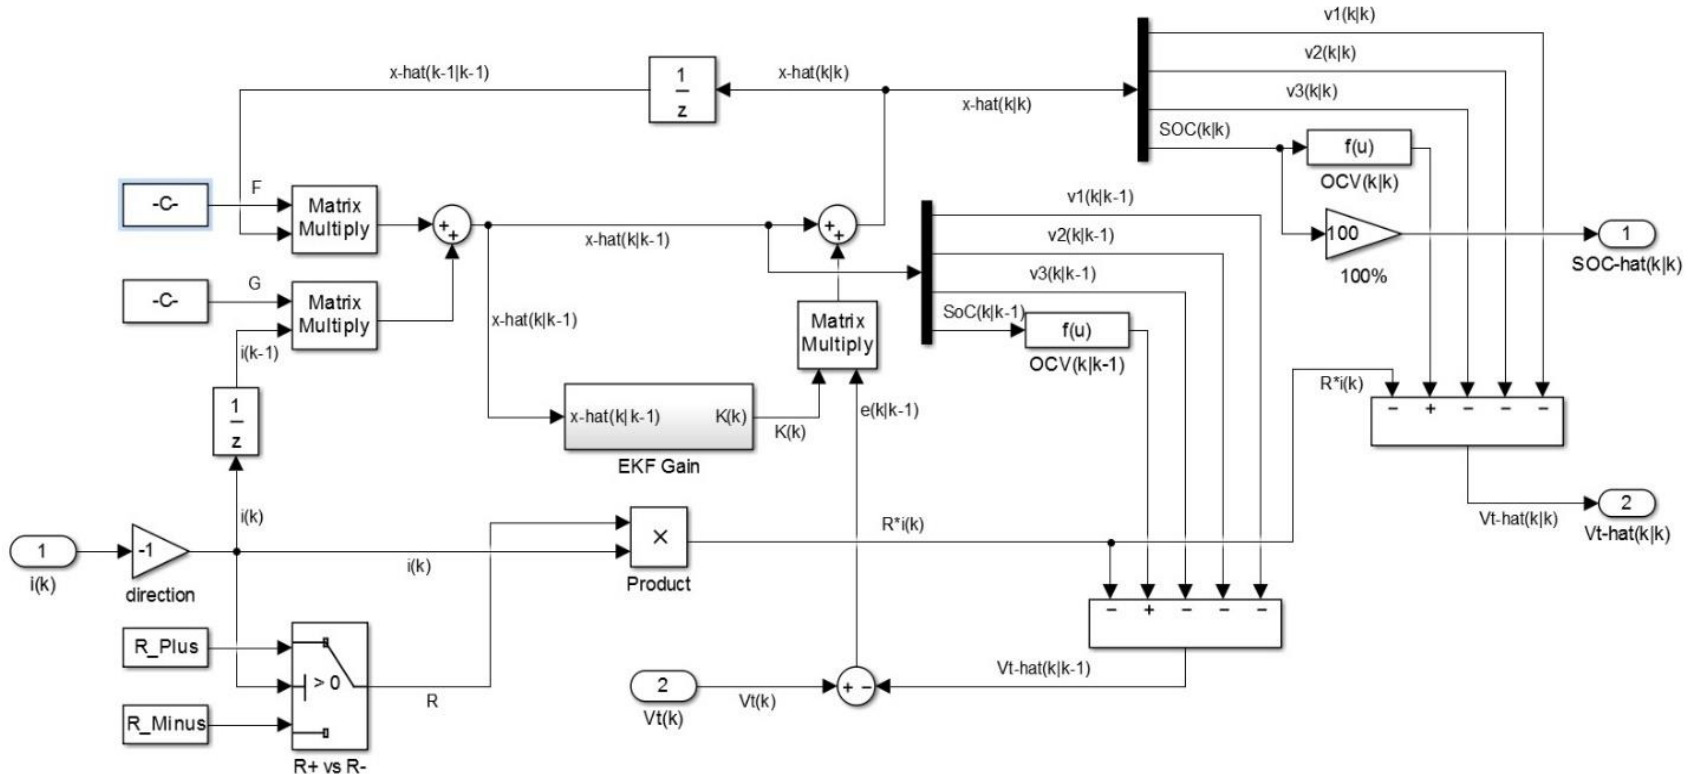 v1(k|k)
v2(k|k)
v3(k|k)
SOC(k|k)
x-hat(k-1|k-1)
1
z
x-hat(k|k)
x-hat(k|k)
f(u)
OCV(k|k)
-C-
F
Matrix
Multiply
+
+
x-hat(k|k-1)
+
+
v1(k|k-1)
v2(k|k-1)
v3(k|k-1)
SoC(k|k-1)
f(u)
OCV(k|k-1)
100
100%
1
SOC-hat(k|k)
-C-
G
Matrix
Multiply
i(k-1)
x-hat(k|k-1)
Matrix
Multiply
1
z
x-hat(k|k-1)
K(k)
EKF Gain
K(k)
e(k|k-1)
R*i(k)
− + − − −
Vt-hat(k|k)
2
Vt-hat(k|k)
i(k)
1
i(k)
-1
direction
i(k)
×
Product
R*i(k)
− + − − −
Vt-hat(k|k-1)
R_Plus
R_Minus
> 0
R+ vs R-
R
2
Vt(k)
Vt(k)
+ −